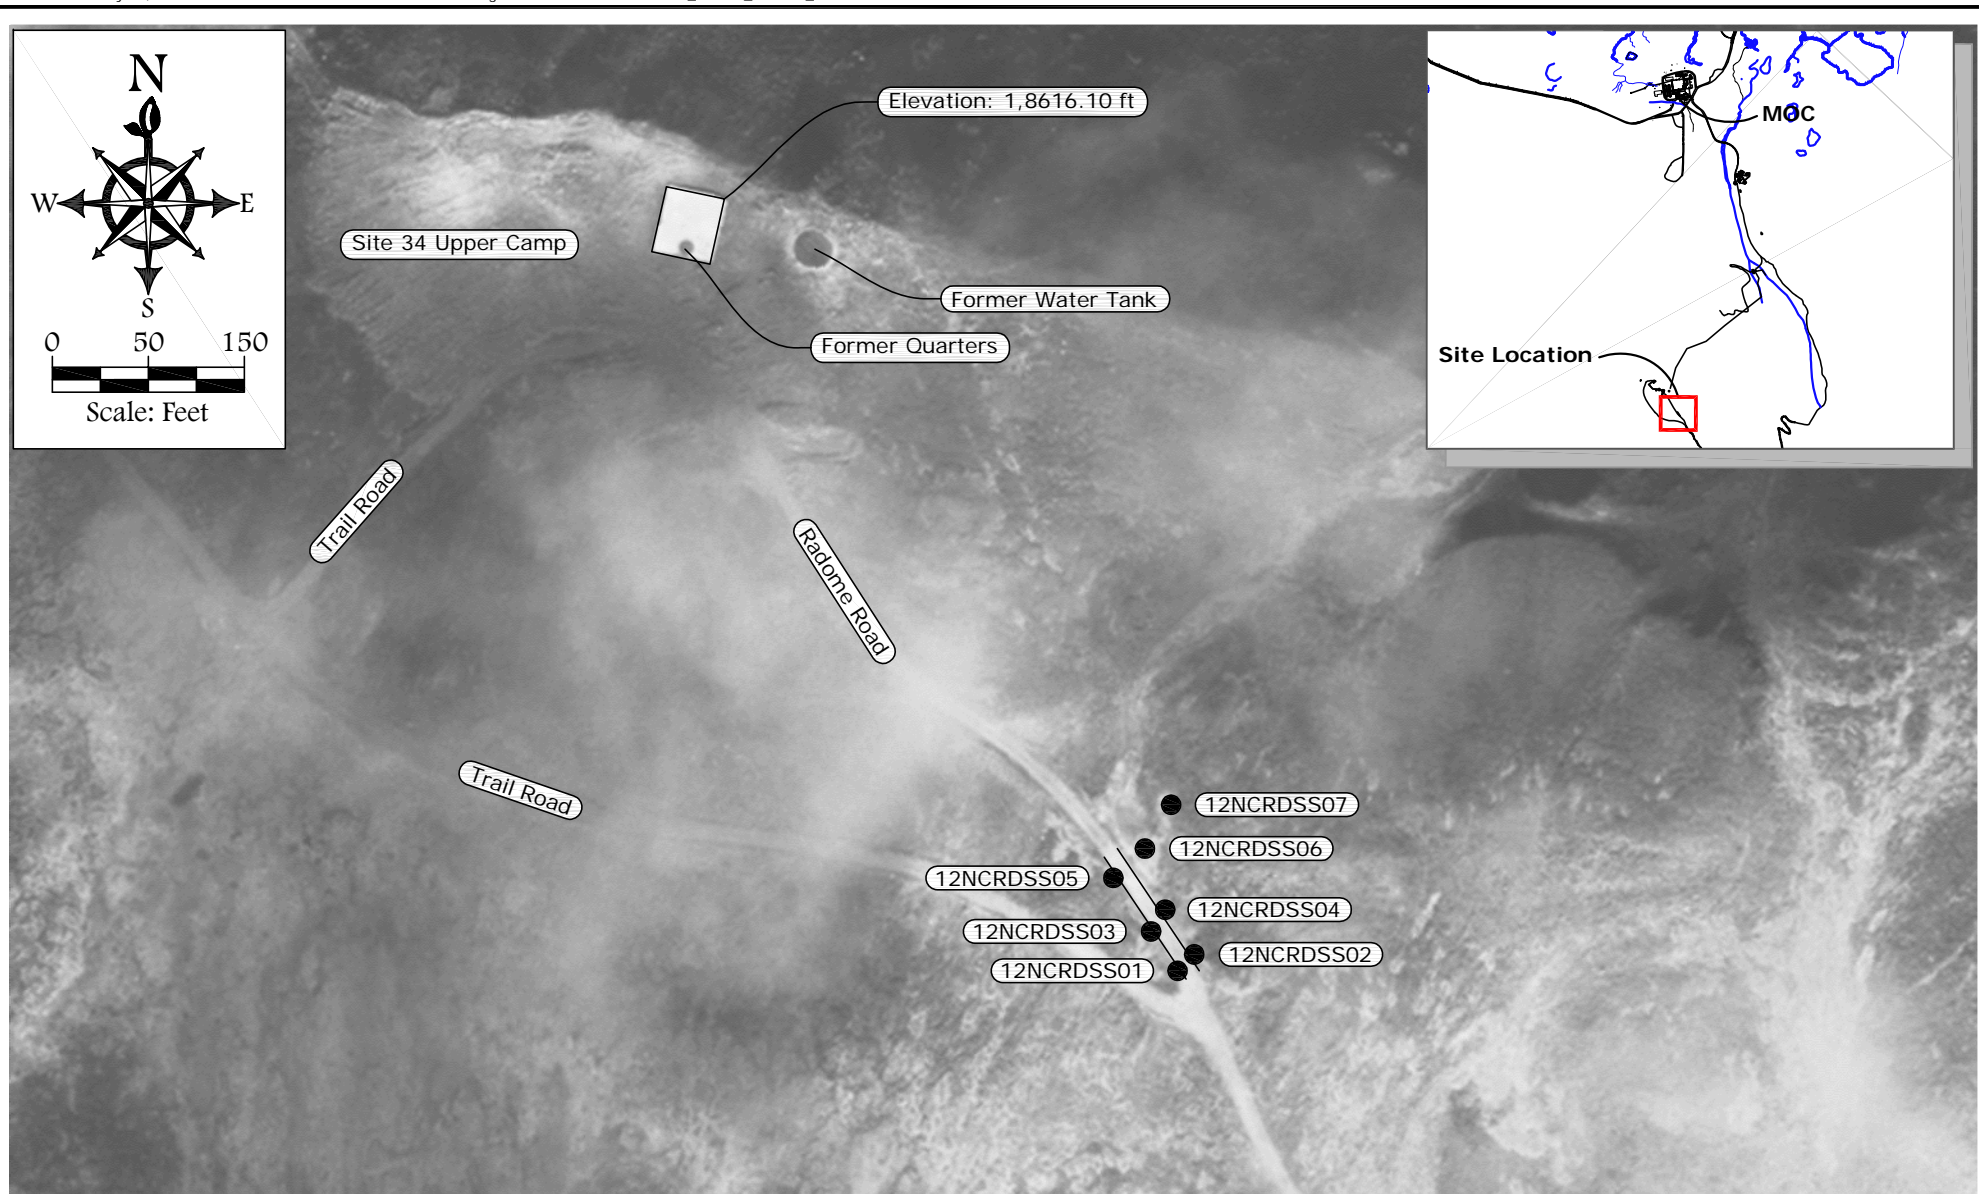 N
Elevation: 1,8616.10 ft
MOC
W
E
Site 34 Upper Camp
S
Former Water Tank
0 50 150
Former Quarters
Site Location
Scale: Feet
Trail Road
Radome Road
Trail Road
12NCRDSS07
12NCRDSS06
12NCRDSS05
12NCRDSS04
12NCRDSS03
12NCRDSS02
12NCRDSS01